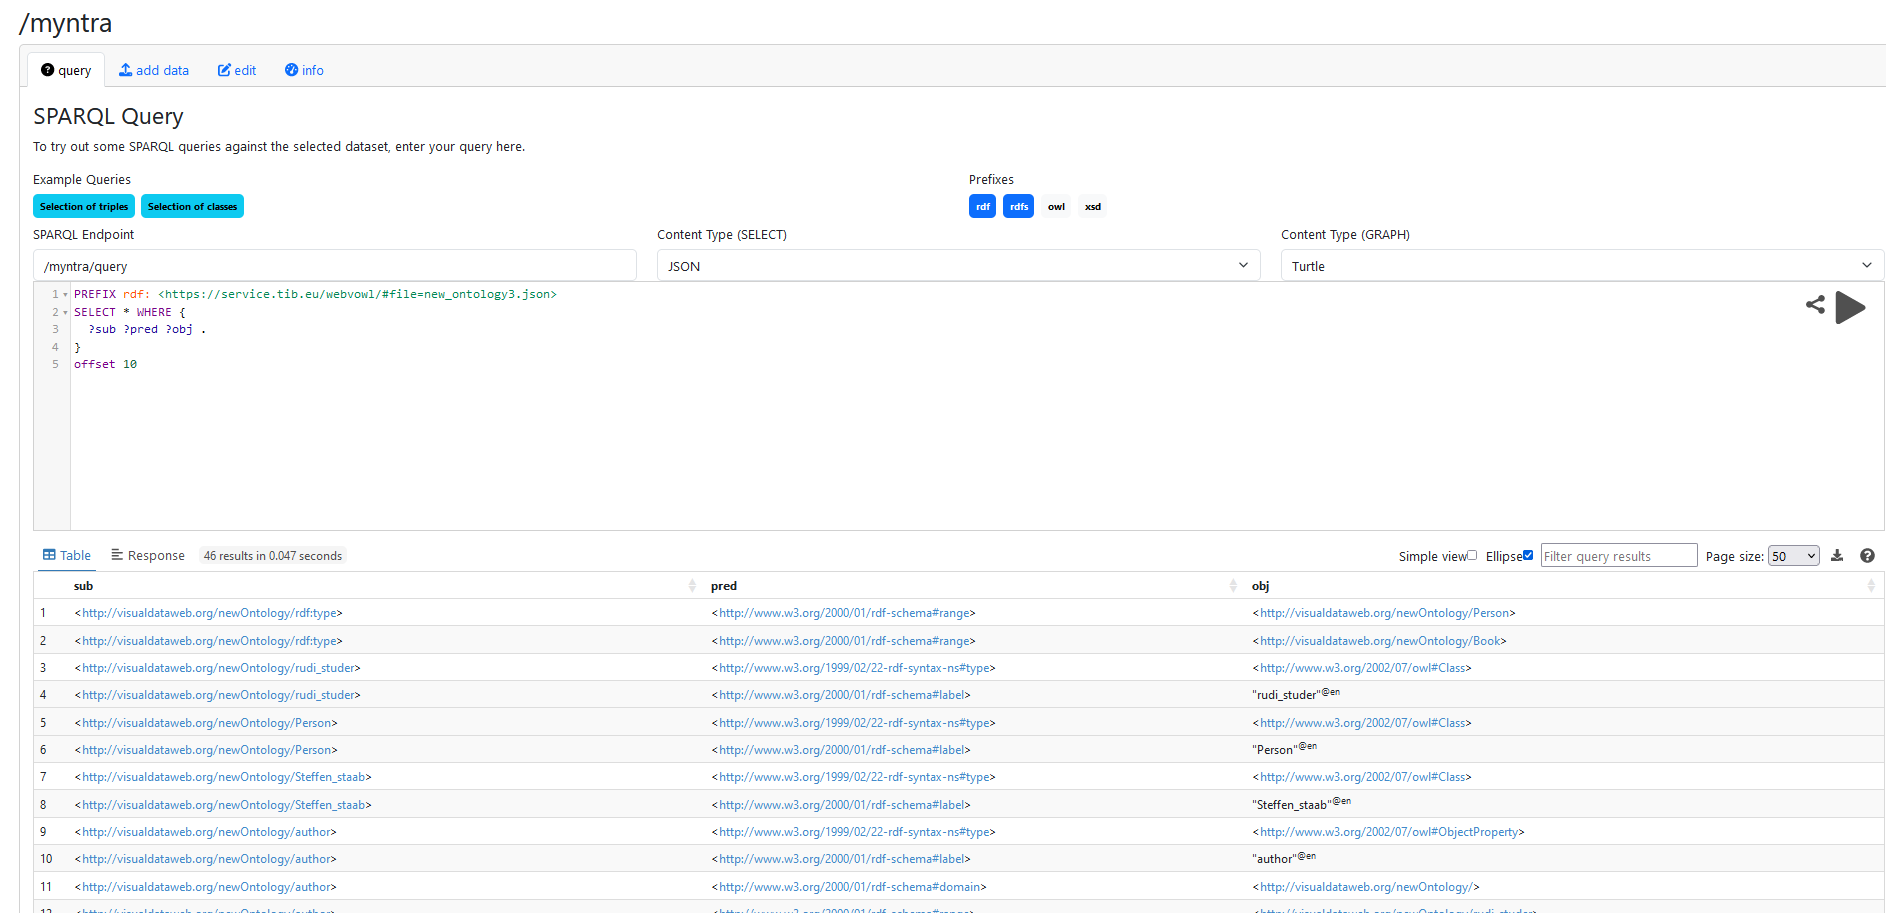 /myntra
query add data edit info
SPARQL Query
To try out some SPARQL queries against the selected dataset, enter your query here.
Example Queries Prefixes
Selection of triples Selection of classes rdf rdfs owl xsd
SPARQL Endpoint Content Type (SELECT) Content Type (GRAPH)
/myntra/query JSON Turtle
1 PREFIX rdf: <https://service.tib.eu/webvowl/#file=new_ontology3.json>
2 SELECT * WHERE {
3 ?sub ?pred ?obj .
4 }
5 offset 10
Table Response 46 results in 0.047 seconds Simple view Ellipse Filter query results Page size: 50
sub pred obj
1 <http://visualdataweb.org/newOntology/rdf:type> <http://www.w3.org/2000/01/rdf-schema#range> <http://visualdataweb.org/newOntology/Person>
2 <http://visualdataweb.org/newOntology/rdf:type> <http://www.w3.org/2000/01/rdf-schema#range> <http://visualdataweb.org/newOntology/Book>
3 <http://visualdataweb.org/newOntology/rudi_studer> <http://www.w3.org/1999/02/22-rdf-syntax-ns#type> <http://www.w3.org/2002/07/owl#Class>
4 <http://visualdataweb.org/newOntology/rudi_studer> <http://www.w3.org/2000/01/rdf-schema#label> "rudi_studer"@en
5 <http://visualdataweb.org/newOntology/Person> <http://www.w3.org/1999/02/22-rdf-syntax-ns#type> <http://www.w3.org/2002/07/owl#Class>
6 <http://visualdataweb.org/newOntology/Person> <http://www.w3.org/2000/01/rdf-schema#label> "Person"@en
7 <http://visualdataweb.org/newOntology/Steffen_staab> <http://www.w3.org/1999/02/22-rdf-syntax-ns#type> <http://www.w3.org/2002/07/owl#Class>
8 <http://visualdataweb.org/newOntology/Steffen_staab> <http://www.w3.org/2000/01/rdf-schema#label> "Steffen_staab"@en
9 <http://visualdataweb.org/newOntology/author> <http://www.w3.org/1999/02/22-rdf-syntax-ns#type> <http://www.w3.org/2002/07/owl#ObjectProperty>
10 <http://visualdataweb.org/newOntology/author> <http://www.w3.org/2000/01/rdf-schema#label> "author"@en
11 <http://visualdataweb.org/newOntology/author> <http://www.w3.org/2000/01/rdf-schema#domain> <http://visualdataweb.org/newOntology/>